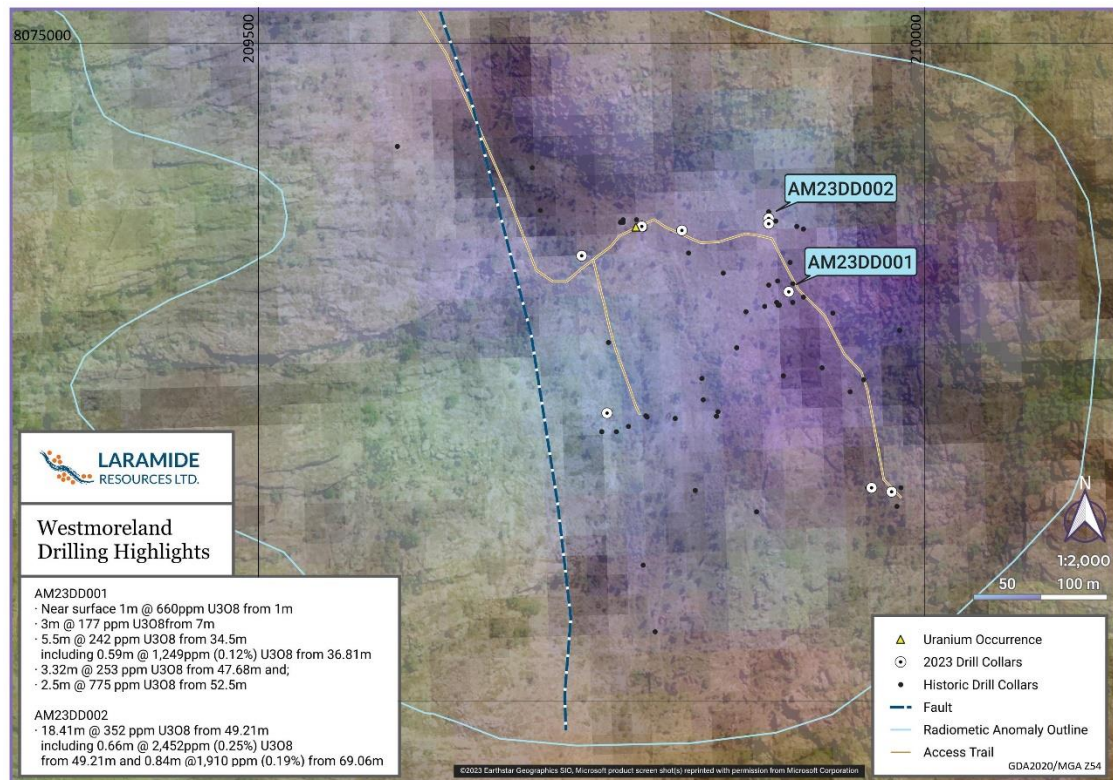 8075000
209500
210000
AM23DD002
AM23DD001
LARAMIDE
RESOURCES LTD.
Westmoreland
Drilling Highlights
AM23DD001
· Near surface 1m @ 660ppm U3O8 from 1m
· 3m @ 177 ppm U3O8from 7m
· 5.5m @ 242 ppm U3O8 from 34.5m
including 0.59m @ 1,249ppm (0.12%) U3O8 from 36.81m
· 3.32m @ 253 ppm U3O8 from 47.68m and;
· 2.5m @ 775 ppm U3O8 from 52.5m
AM23DD002
· 18.41m @ 352 ppm U3O8 from 49.21m
including 0.66m @ 2,452ppm (0.25%) U3O8
from 49.21m and 0.84m @1,910 ppm (0.19%) from 69.06m
N
1:2,000
50 100 m
Uranium Occurrence
2023 Drill Collars
Historic Drill Collars
Fault
Radiometic Anomaly Outline
Access Trail
GDA2020/MGA Z54
©2023 Earthstar Geographics SIO, Microsoft product screen shot(s) reprinted with permission from Microsoft Corporation